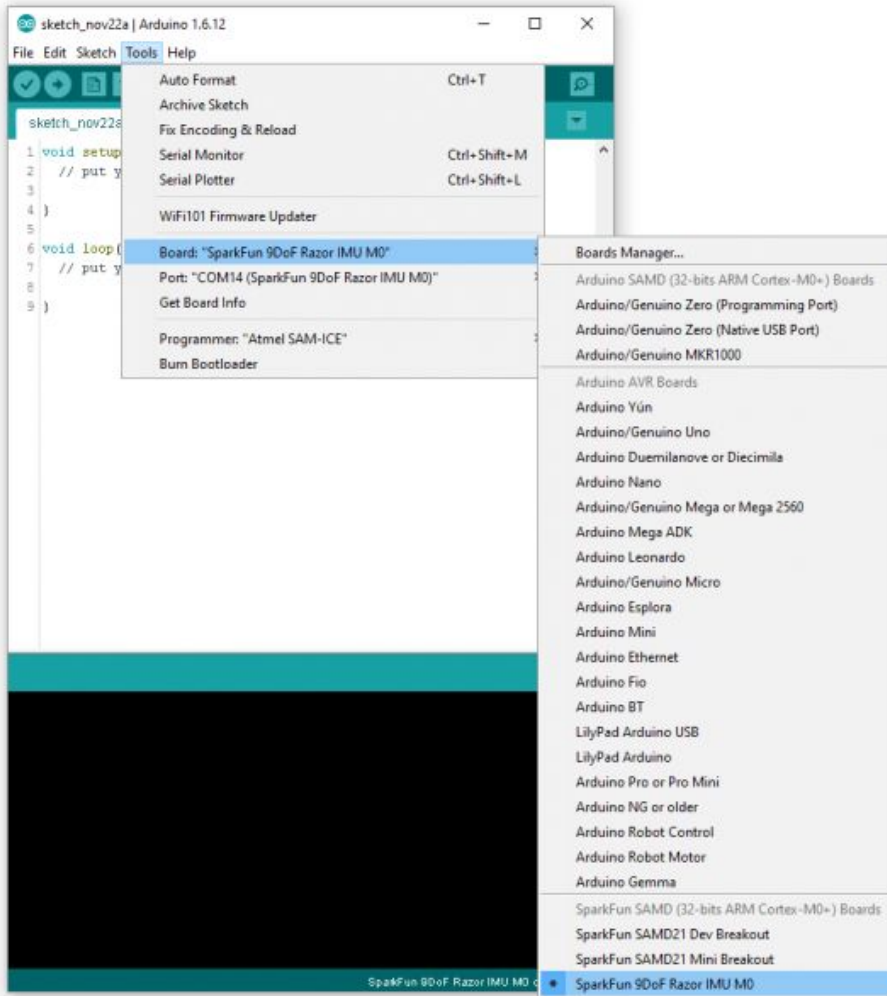 sketch_nov22a | Arduino 1.6.12
File Edit Sketch Tools Help
sketch_nov22a
1 void setup
2 // put y
3
4 }
5
6 void loop(
7 // put y
8
9 }
Auto Format Ctrl+T
Archive Sketch
Fix Encoding & Reload
Serial Monitor Ctrl+Shift+M
Serial Plotter Ctrl+Shift+L
WiFi101 Firmware Updater
Board: "SparkFun 9DoF Razor IMU M0"
Port: "COM14 (SparkFun 9DoF Razor IMU M0)"
Get Board Info
Programmer: "Atmel SAM-ICE"
Burn Bootloader
Boards Manager...
Arduino SAMD (32-bits ARM Cortex-M0+) Boards
Arduino/Genuino Zero (Programming Port)
Arduino/Genuino Zero (Native USB Port)
Arduino/Genuino MKR1000
Arduino AVR Boards
Arduino Yún
Arduino/Genuino Uno
Arduino Duemilanove or Diecimila
Arduino Nano
Arduino/Genuino Mega or Mega 2560
Arduino Mega ADK
Arduino Leonardo
Arduino/Genuino Micro
Arduino Esplora
Arduino Mini
Arduino Ethernet
Arduino Fio
Arduino BT
LilyPad Arduino USB
LilyPad Arduino
Arduino Pro or Pro Mini
Arduino NG or older
Arduino Robot Control
Arduino Robot Motor
Arduino Gemma
SparkFun SAMD (32-bits ARM Cortex-M0+) Boards
SparkFun SAMD21 Dev Breakout
SparkFun SAMD21 Mini Breakout
SparkFun 9DoF Razor IMU M0
SparkFun 9DoF Razor IMU M0 o